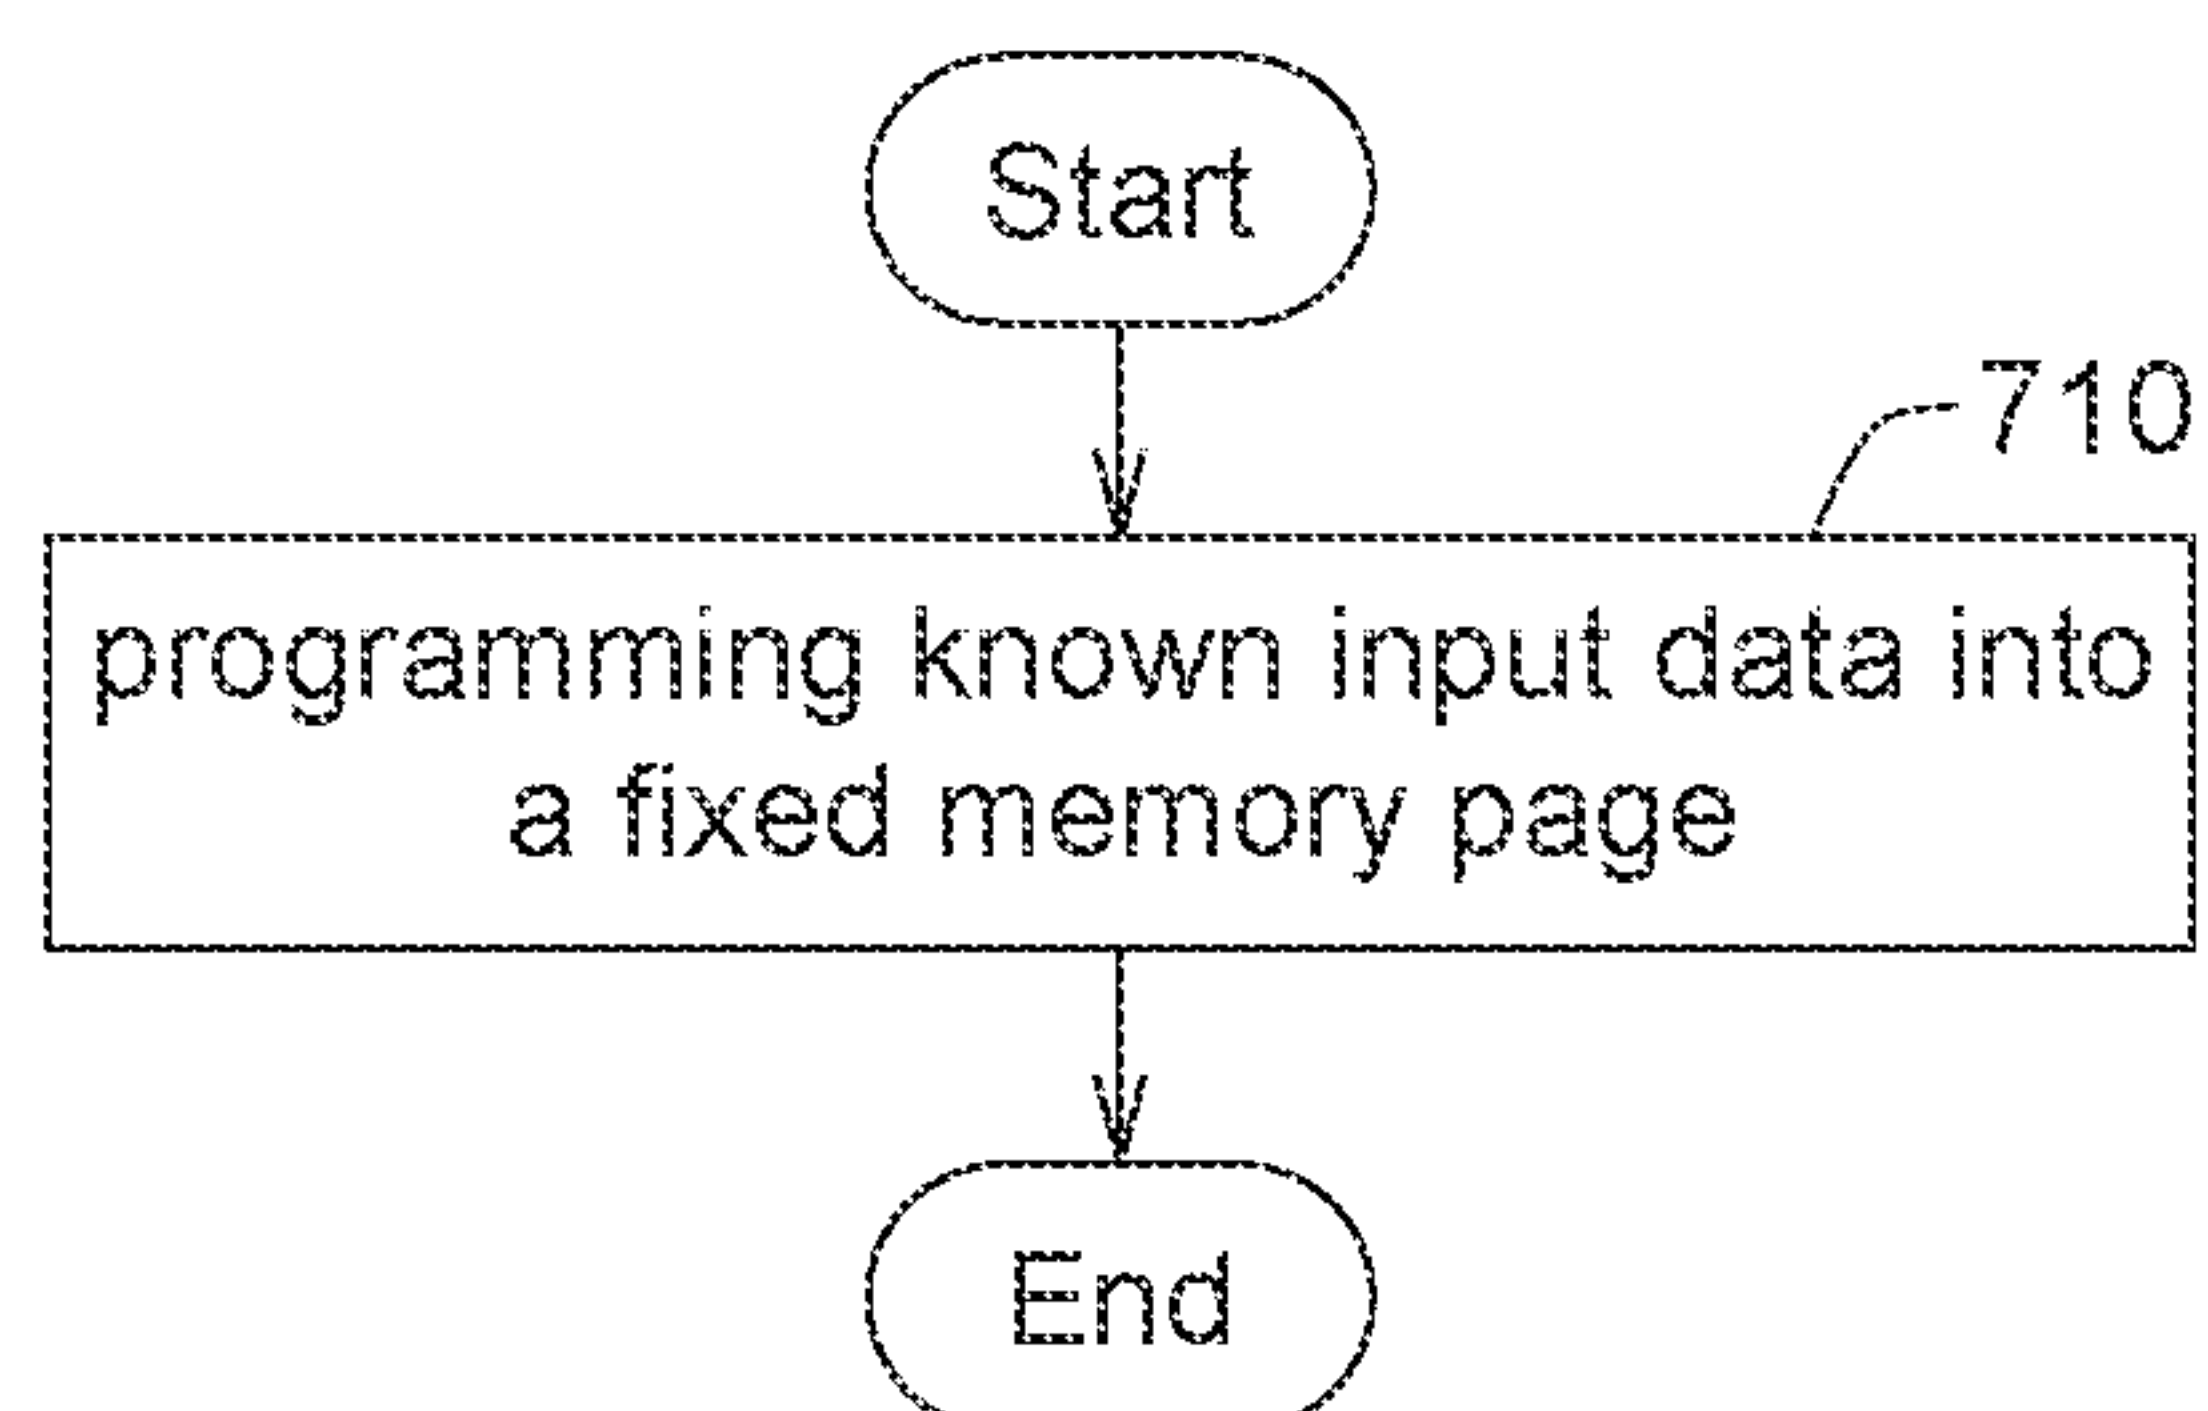 Start
710
programming known input data into
a fixed memory page
End